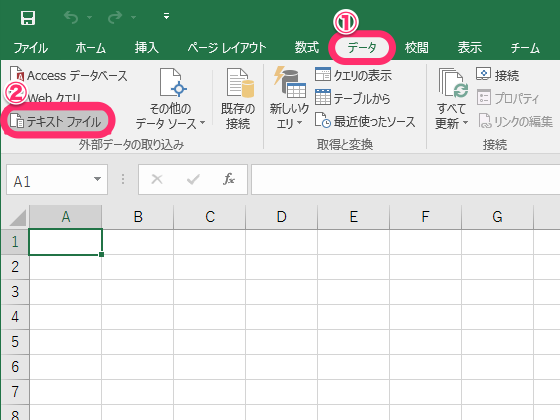 ①
ファイル ホーム 挿入 ページ レイアウト 数式 データ 校閲 表示 チーム
②
Access データベース
Web クエリ
テキスト ファイル
その他の
データ ソース
既存の
接続
外部データの取り込み
新しいク
エリ
クエリの表示
テーブルから
最近使ったソース
取得と変換
すべて
更新
接続
プロパティ
リンクの編集
接続
A1 fx
A B C D E F G
1
2
3
4
5
6
7
8